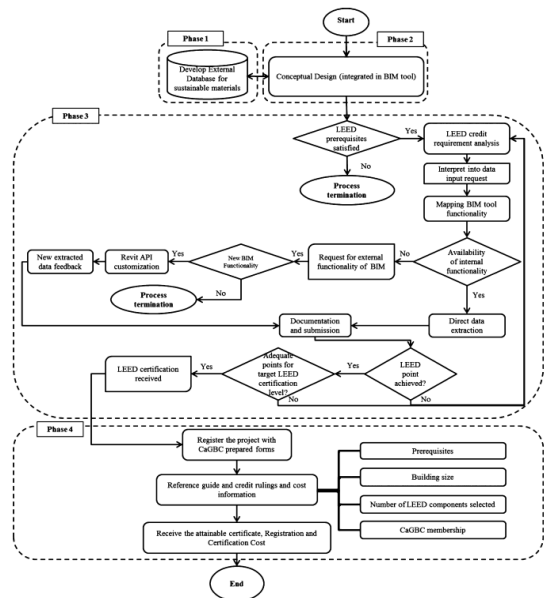 Start
Phase 1
Phase 2
Develop External
Database for
sustainable materials
Conceptual Design (integrated in BIM tool)
Phase 3
LEED
prerequisites
satisfied
Yes
LEED credit
requirement analysis
No
Process
termination
Interpret into data
input request
Mapping BIM tool
functionality
New extracted
data feedback
Revit API
customization
Yes
New BIM
Functionality
Yes
Request for external
functionality of BIM
No
Availability
of internal
functionality
Process
termination
No
Yes
Documentation
and submission
Direct data
extraction
LEED certification
received
Yes
Adequate
points for
target LEED
certification
level?
Yes
LEED
point
achieved?
No
No
Phase 4
Register the project with
CaGBC prepared forms
Prerequisites
Reference guide and credit rulings and cost
information
Building size
Number of LEED components selected
CaGBC membership
Receive the attainable certificate, Registration and
Certification Cost
End